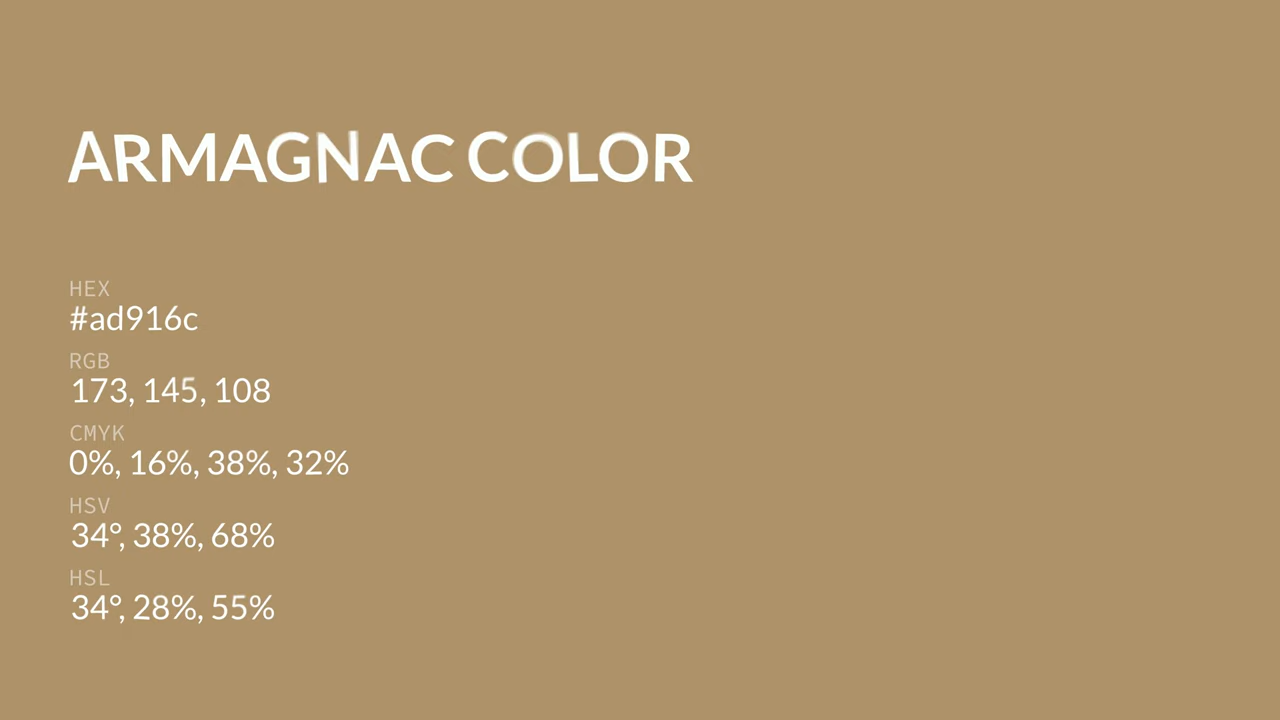 ARMAGNAC COLOR
HEX
#ad916c
RGB
173, 145, 108
CMYK
0%, 16%, 38%, 32%
HSV
34°, 38%, 68%
HSL
34°, 28%, 55%